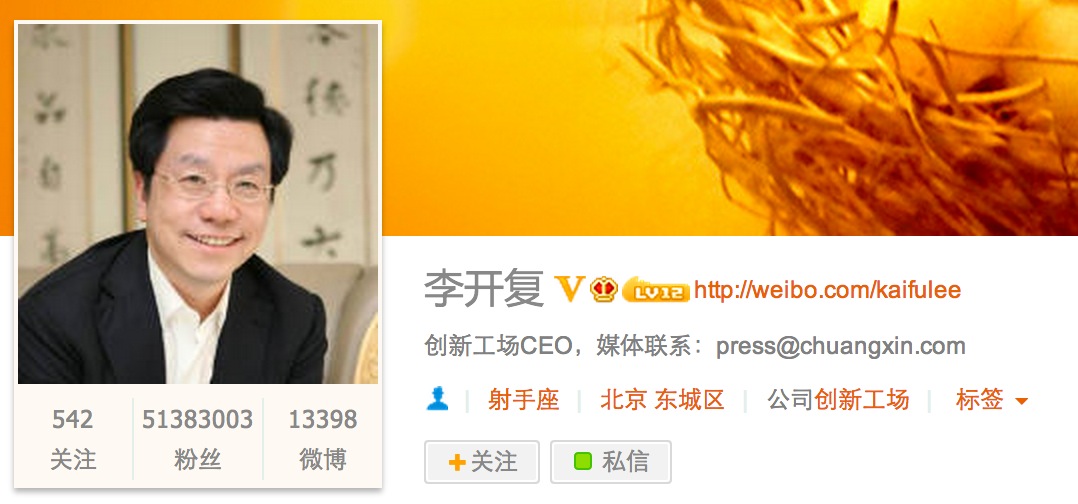 李开复 V LV12 http://weibo.com/kaifulee
创新工场CEO，媒体联系：press@chuangxin.com
射手座 北京 东城区 公司创新工场 标签
542 51383003 13398
关注 粉丝 微博
关注 私信